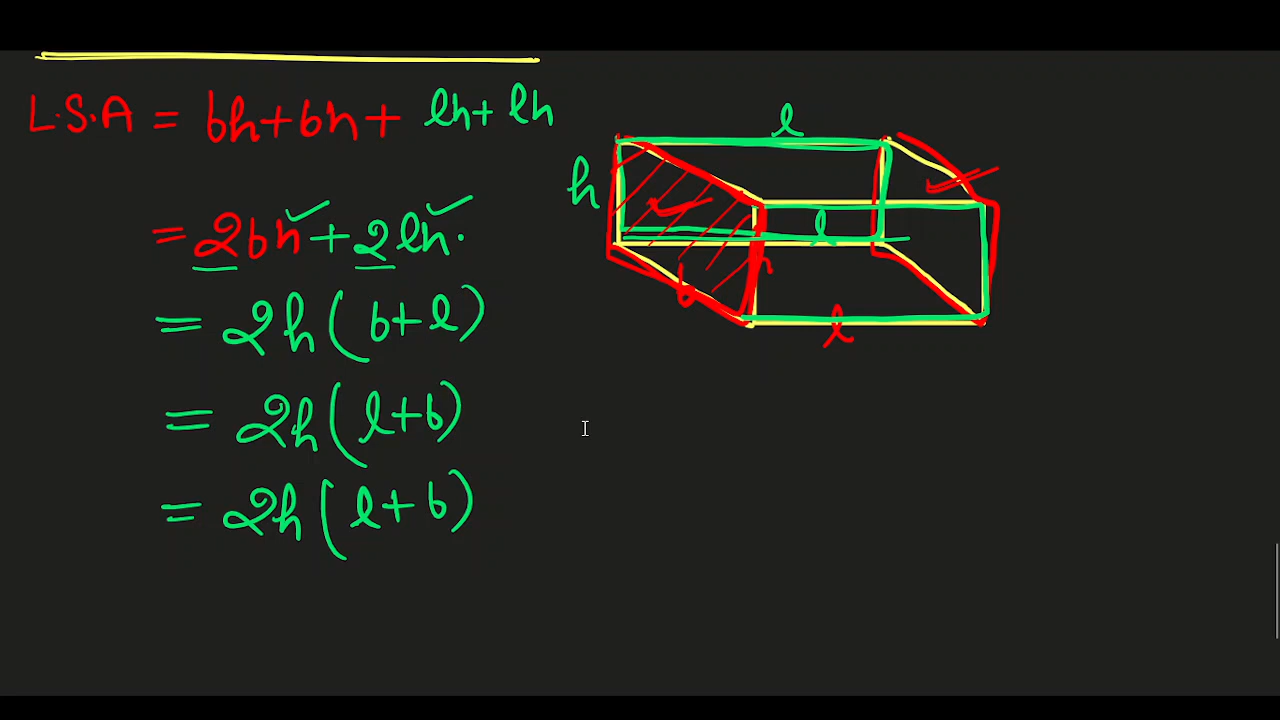 L.S.A = bh+bh+ lh+ lh
= 2bh + 2lh.
= 2h(b+l)
= 2h(l+b)
= 2h(l+b)
l
h
l
h
b
l